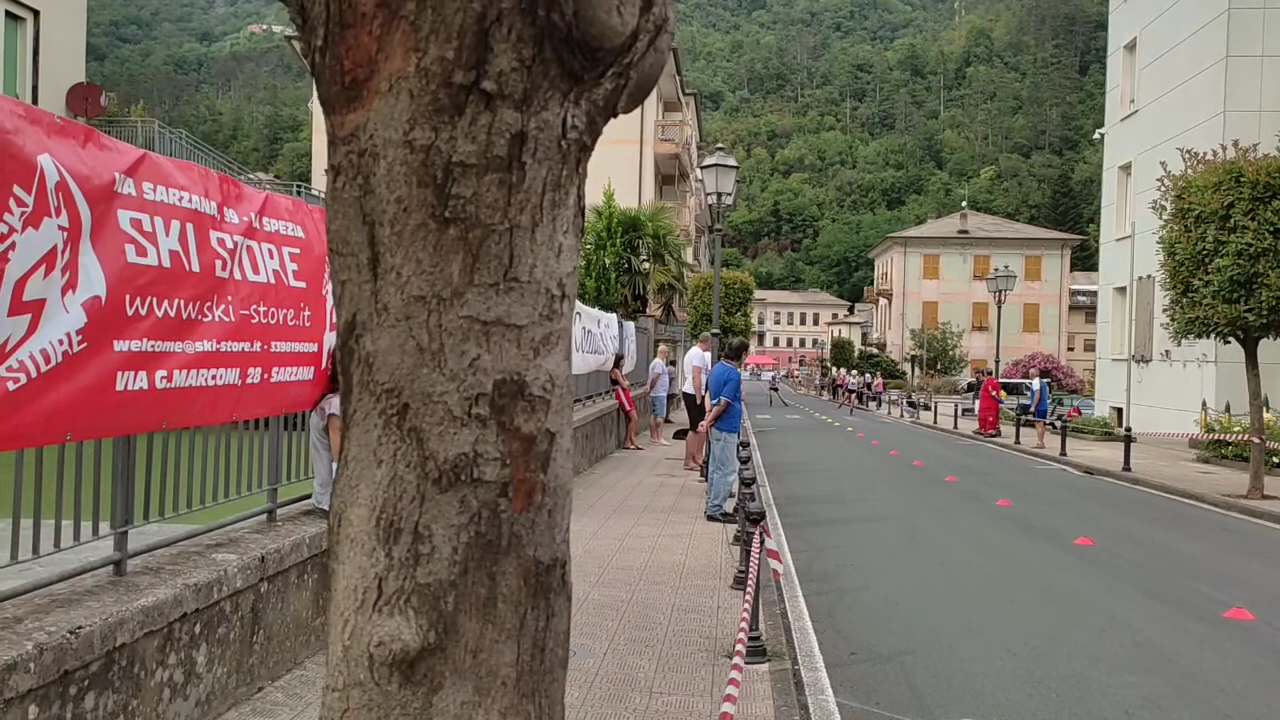 VIA SARZANA, 99 - LA SPEZIA
SKI STORE
www.ski-store.it
welcome@ski-store.it - 3398196084
VIA G.MARCONI, 28 - SARZANA
SKI
STORE